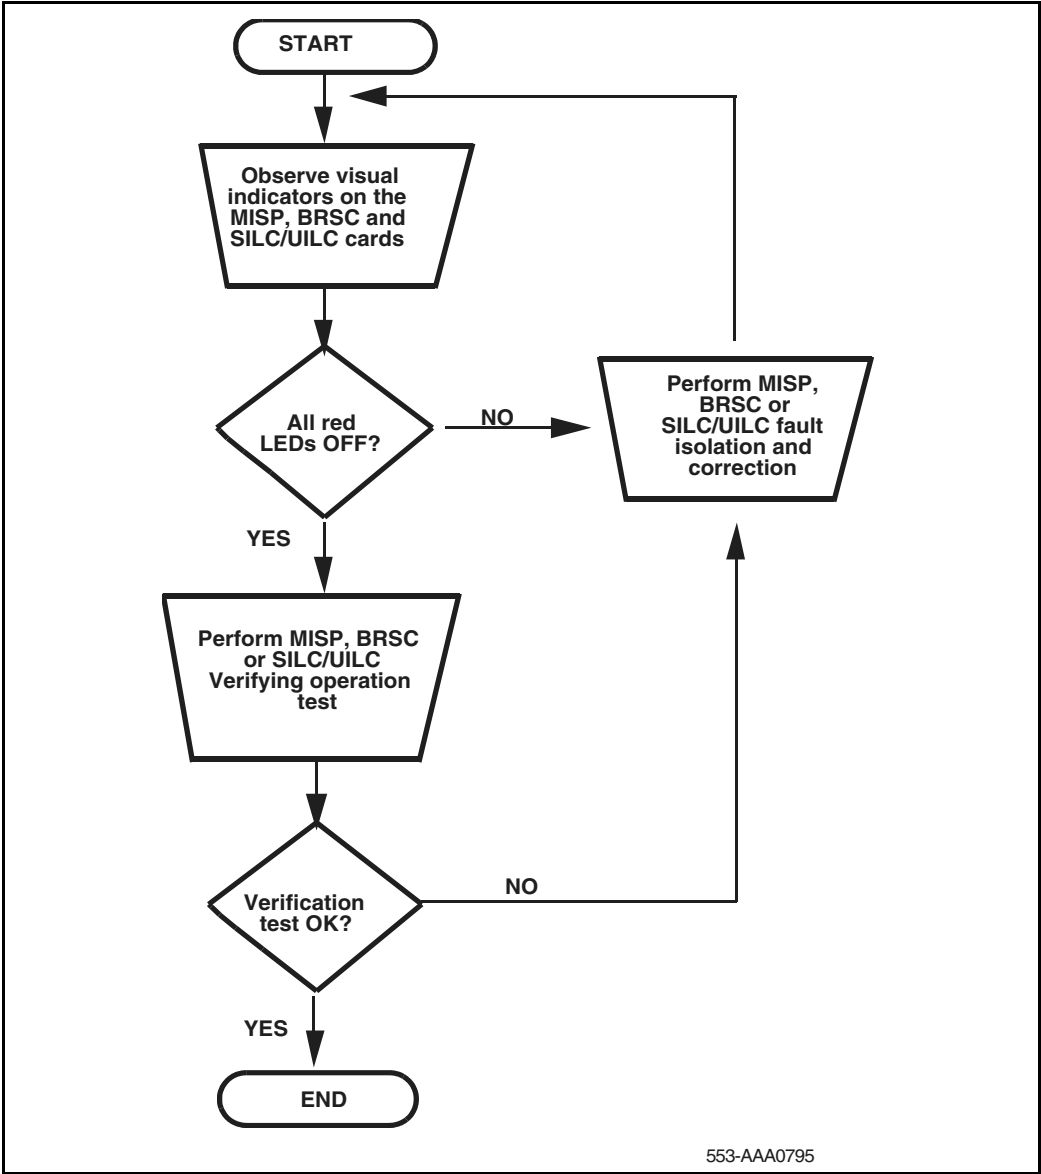 START
Observe visual
indicators on the
MISP, BRSC and
SILC/UILC cards
All red
LEDs OFF?
NO
Perform MISP,
BRSC or
SILC/UILC fault
isolation and
correction
YES
Perform MISP, BRSC
or SILC/UILC
Verifying operation
test
Verification
test OK?
NO
YES
END
553-AAA0795